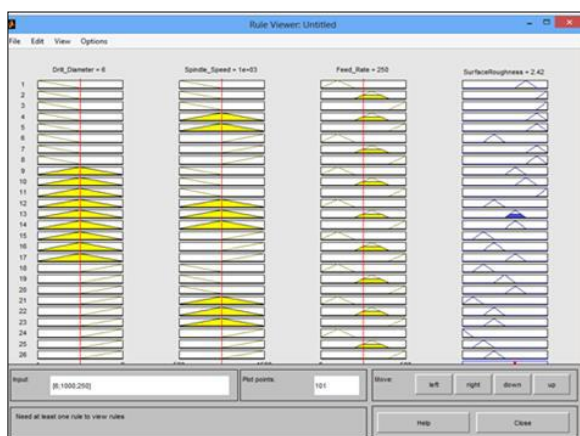 Rule Viewer: Untitled
File Edit View Options
Drill_Diameter = 6
Spindle_Speed = 1e+03
Feed_Rate = 250
SurfaceRoughness = 2.42
1
2
3
4
5
6
7
8
9
10
11
12
13
14
15
16
17
18
19
20
21
22
23
24
25
26
Input: [6;1000;250]
Plot points: 101
Move: left right down up
Need at least one rule to view rules
Help Close